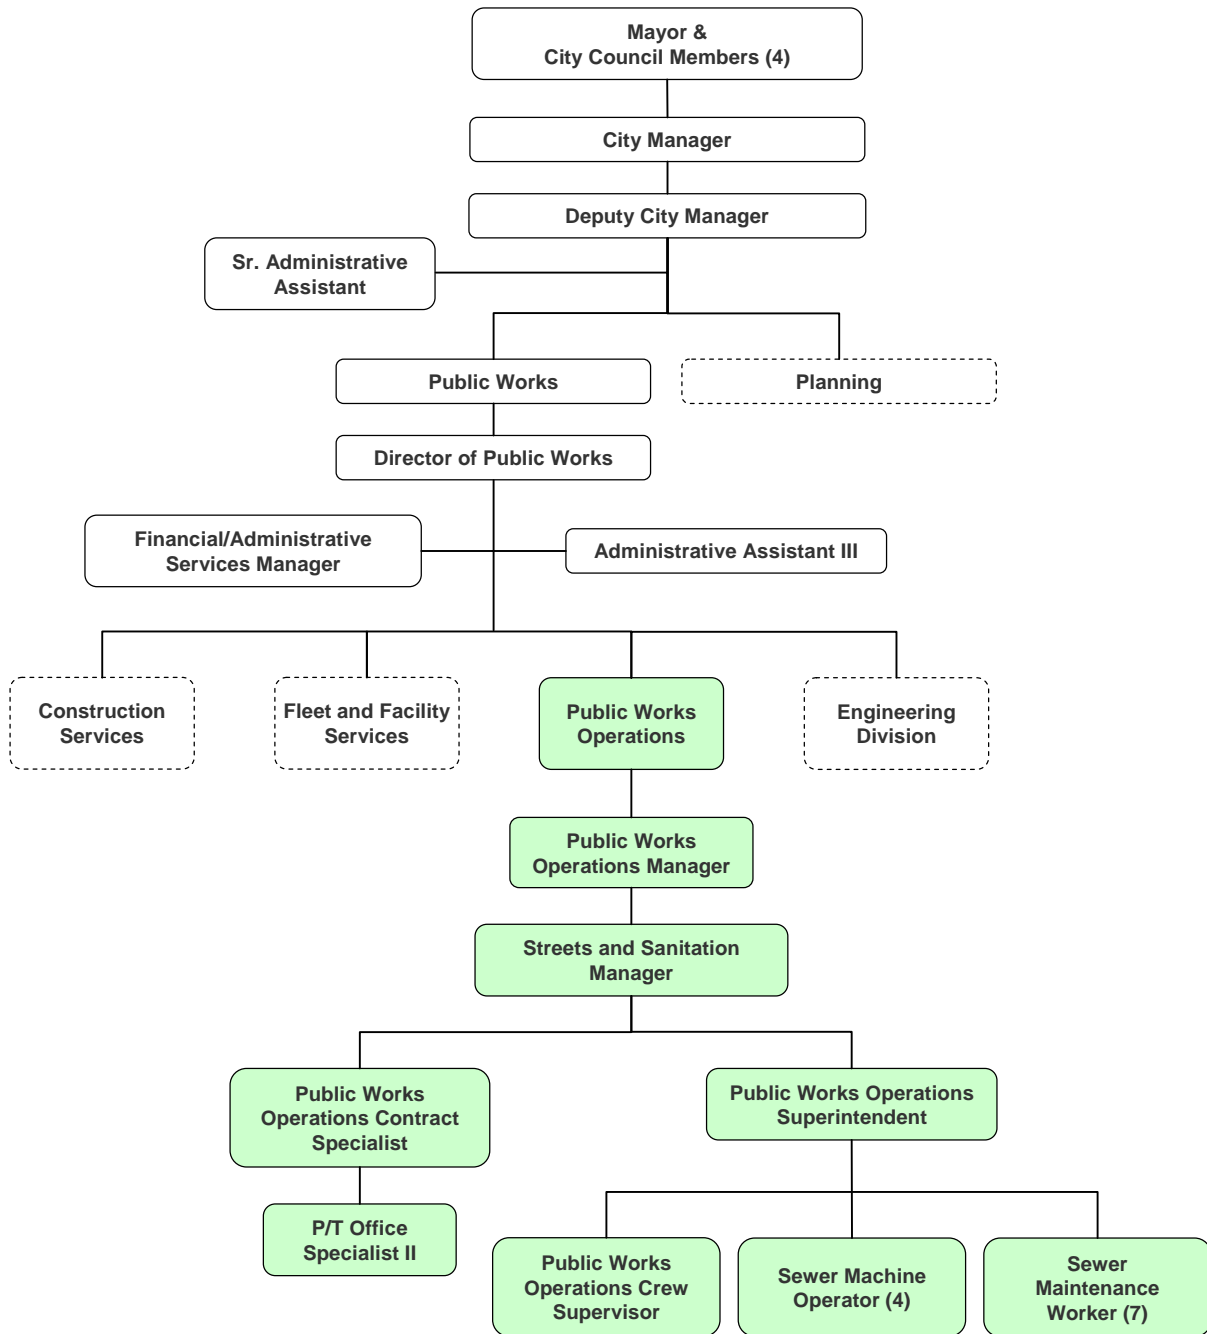 Mayor &
City Council Members (4)
City Manager
Deputy City Manager
Sr. Administrative
Assistant
Public Works
Planning
Director of Public Works
Financial/Administrative
Services Manager
Administrative Assistant III
Construction
Services
Fleet and Facility
Services
Public Works
Operations
Engineering
Division
Public Works
Operations Manager
Streets and Sanitation
Manager
Public Works
Operations Contract
Specialist
Public Works Operations
Superintendent
P/T Office
Specialist II
Public Works
Operations Crew
Supervisor
Sewer Machine
Operator (4)
Sewer
Maintenance
Worker (7)